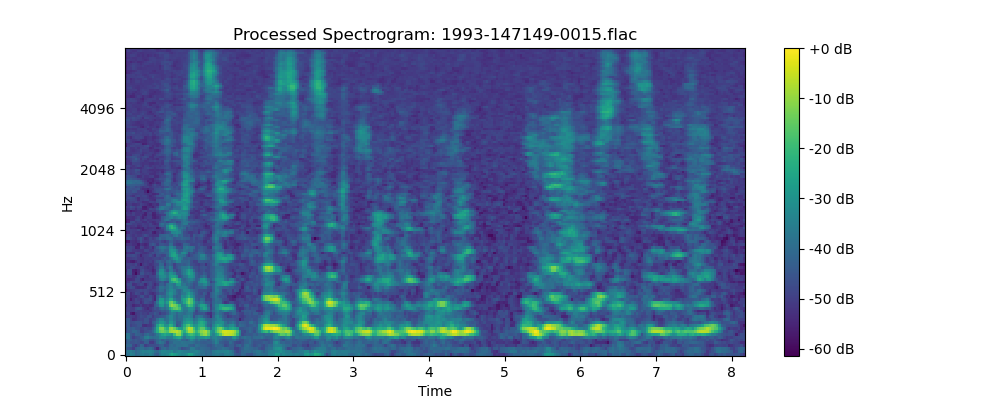 Processed Spectrogram: 1993-147149-0015.flac
Hz
4096
2048
1024
512
0
0 1 2 3 4 5 6 7 8
Time
+0 dB
-10 dB
-20 dB
-30 dB
-40 dB
-50 dB
-60 dB